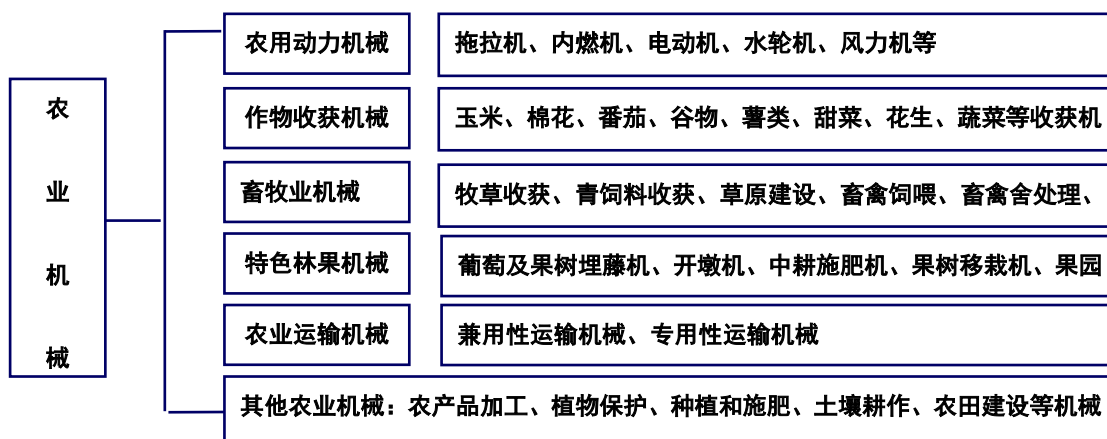 农业机械
农用动力机械
拖拉机、内燃机、电动机、水轮机、风力机等
作物收获机械
玉米、棉花、番茄、谷物、薯类、甜菜、花生、蔬菜等收获机
畜牧业机械
牧草收获、青饲料收获、草原建设、畜禽饲喂、畜禽舍处理、
特色林果机械
葡萄及果树埋藤机、开墩机、中耕施肥机、果树移栽机、果园
农业运输机械
兼用性运输机械、专用性运输机械
其他农业机械：农产品加工、植物保护、种植和施肥、土壤耕作、农田建设等机械